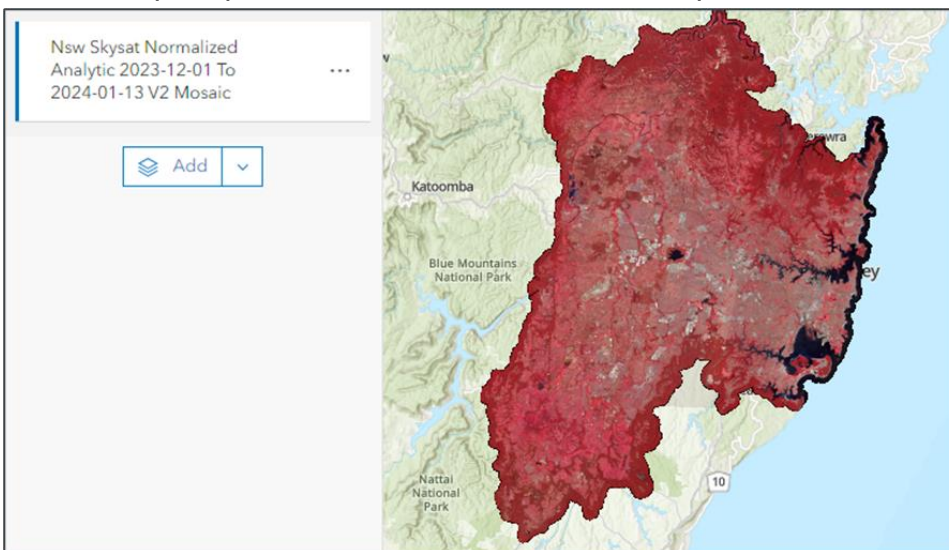 Nsw Skysat Normalized
Analytic 2023-12-01 To
2024-01-13 V2 Mosaic
...
Add
Katoomba
Blue Mountains
National Park
ey
Nattai
National
Park
10